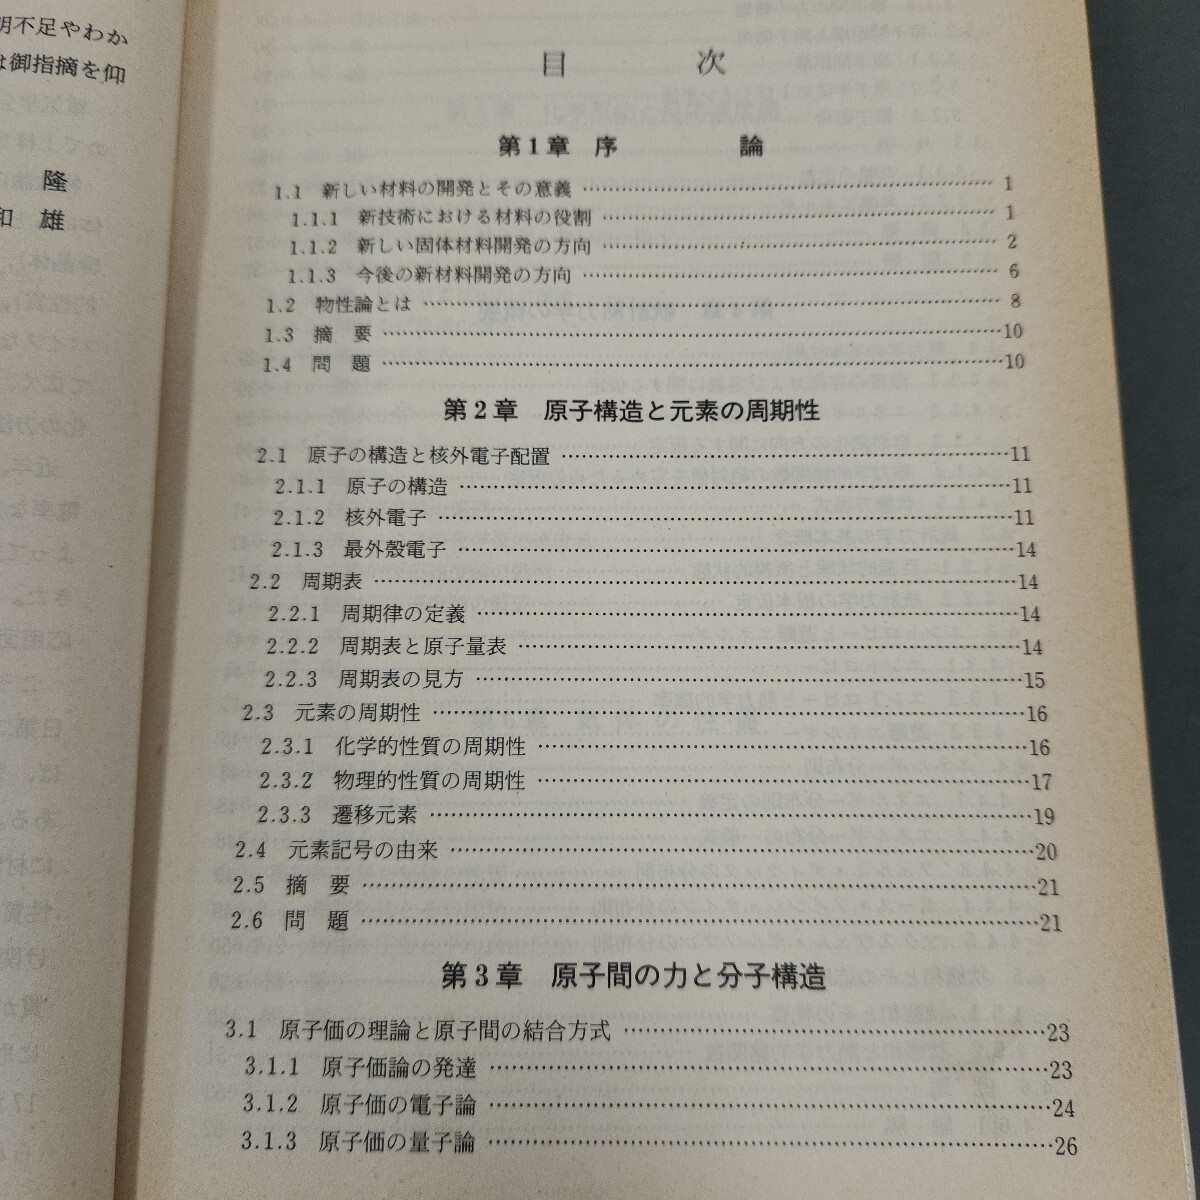 明不足やわか
は御指摘を仰
隆
和 雄
目 次
第1章 序 論
1.1 新しい材料の開発とその意義 …… 1
1.1.1 新技術における材料の役割 …… 1
1.1.2 新しい固体材料開発の方向 …… 2
1.1.3 今後の新材料開発の方向 …… 6
1.2 物性論とは …… 8
1.3 摘 要 …… 10
1.4 問 題 …… 10
第2章 原子構造と元素の周期性
2.1 原子の構造と核外電子配置 …… 11
2.1.1 原子の構造 …… 11
2.1.2 核外電子 …… 11
2.1.3 最外殻電子 …… 14
2.2 周期表 …… 14
2.2.1 周期律の定義 …… 14
2.2.2 周期表と原子量表 …… 14
2.2.3 周期表の見方 …… 15
2.3 元素の周期性 …… 16
2.3.1 化学的性質の周期性 …… 16
2.3.2 物理的性質の周期性 …… 17
2.3.3 遷移元素 …… 19
2.4 元素記号の由来 …… 20
2.5 摘 要 …… 21
2.6 問 題 …… 21
第3章 原子間の力と分子構造
3.1 原子価の理論と原子間の結合方式 …… 23
3.1.1 原子価論の発達 …… 23
3.1.2 原子価の電子論 …… 24
3.1.3 原子価の量子論 …… 26